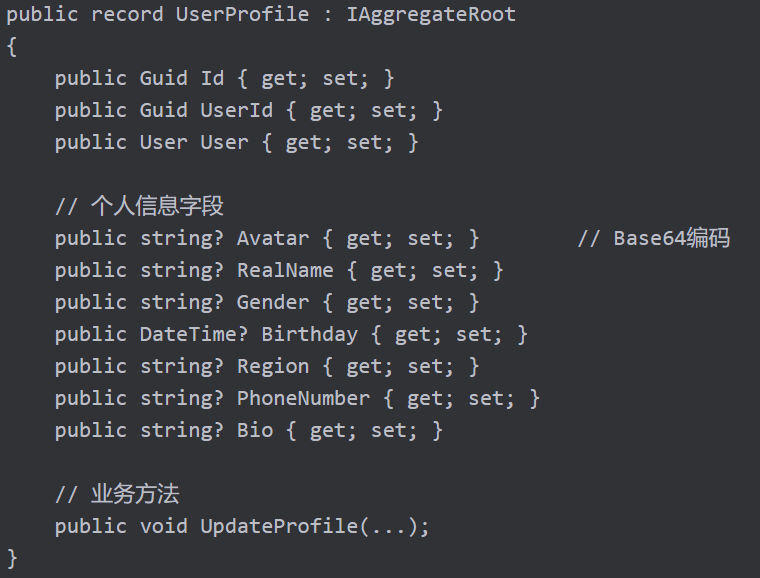 public record UserProfile : IAggregateRoot
{
    public Guid Id { get; set; }
    public Guid UserId { get; set; }
    public User User { get; set; }

    // 个人信息字段
    public string? Avatar { get; set; }        // Base64编码
    public string? RealName { get; set; }
    public string? Gender { get; set; }
    public DateTime? Birthday { get; set; }
    public string? Region { get; set; }
    public string? PhoneNumber { get; set; }
    public string? Bio { get; set; }

    // 业务方法
    public void UpdateProfile(...);
}